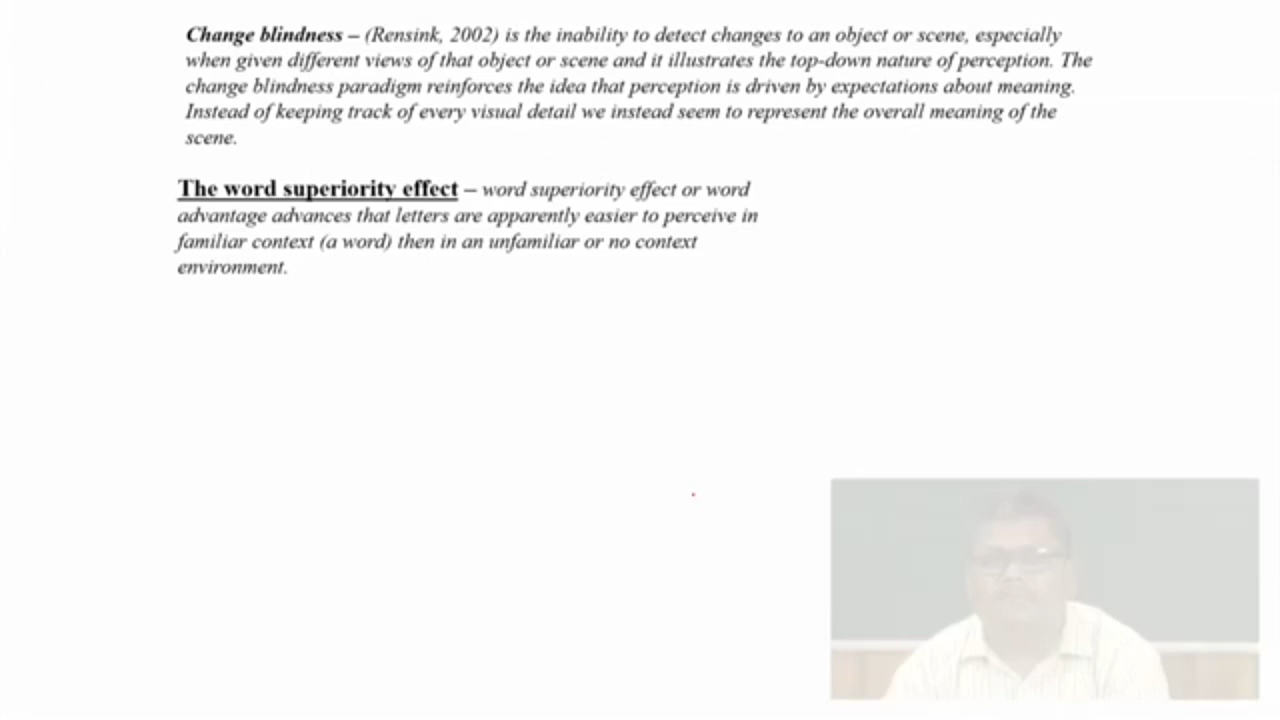 Change blindness – (Rensink, 2002) is the inability to detect changes to an object or scene, especially
when given different views of that object or scene and it illustrates the top-down nature of perception. The
change blindness paradigm reinforces the idea that perception is driven by expectations about meaning.
Instead of keeping track of every visual detail we instead seem to represent the overall meaning of the
scene.
The word superiority effect – word superiority effect or word
advantage advances that letters are apparently easier to perceive in
familiar context (a word) then in an unfamiliar or no context
environment.